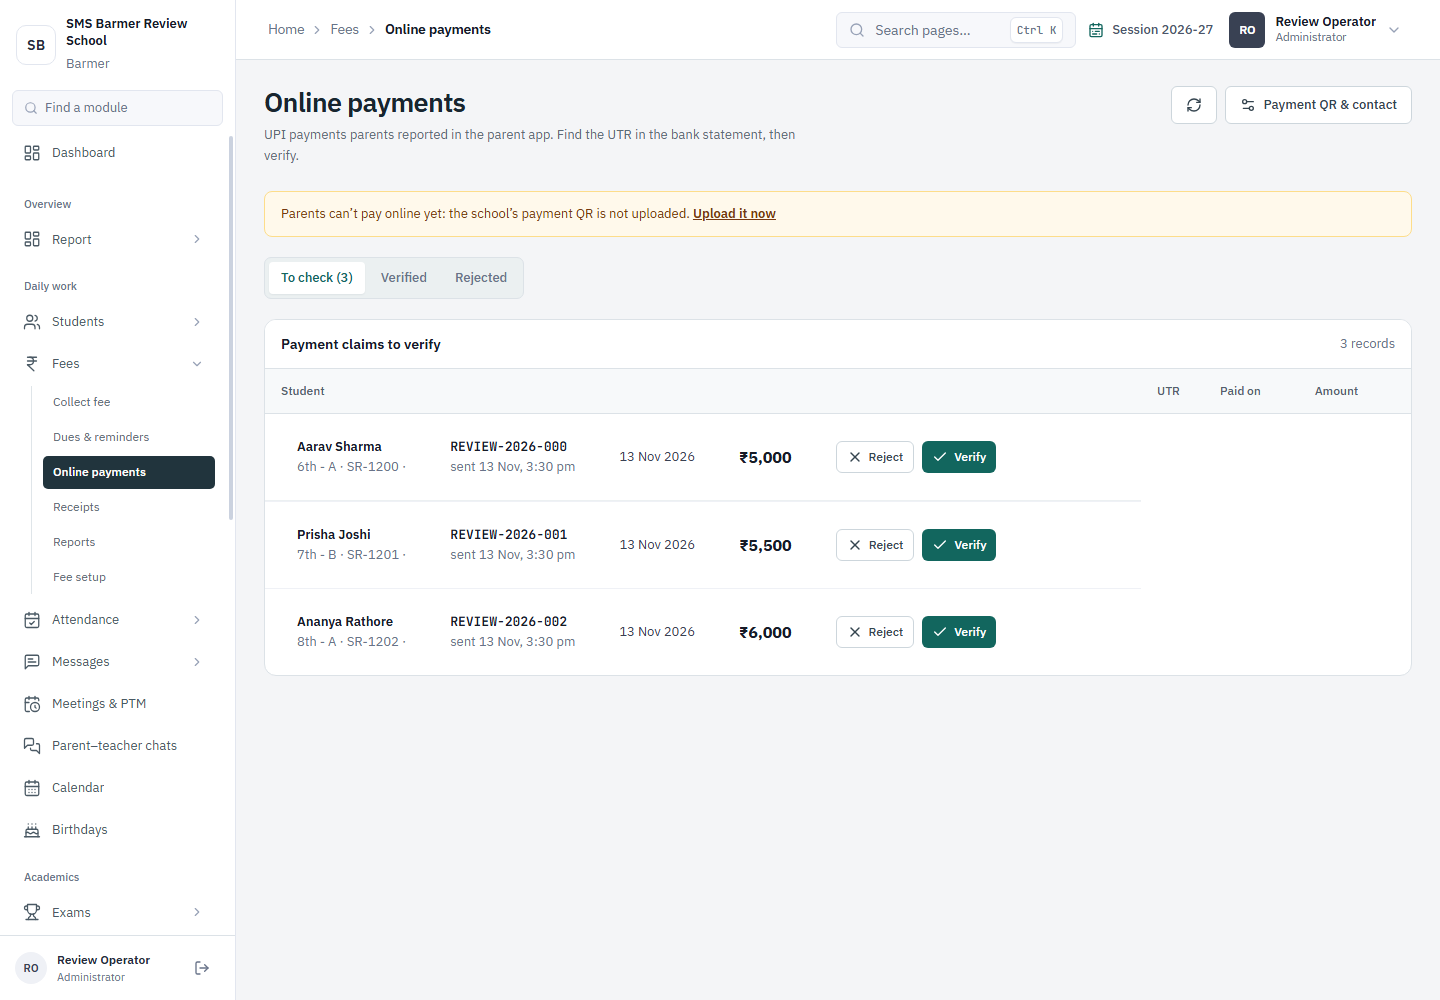 SB
SMS Barmer Review School
Barmer
Find a module
Dashboard
Overview
Report
Daily work
Students
Fees
Collect fee
Dues & reminders
Online payments
Receipts
Reports
Fee setup
Attendance
Messages
Meetings & PTM
Parent–teacher chats
Calendar
Birthdays
Academics
Exams
RO
Review Operator
Administrator
Home
Fees
Online payments
Search pages...
Ctrl K
Session 2026-27
RO
Review Operator
Administrator
Online payments
UPI payments parents reported in the parent app. Find the UTR in the bank statement, then
verify.
Payment QR & contact
Parents can’t pay online yet: the school’s payment QR is not uploaded. Upload it now
To check (3)
Verified
Rejected
Payment claims to verify
3 records
Student
UTR
Paid on
Amount
Aarav Sharma
6th - A · SR-1200 ·
REVIEW-2026-000
sent 13 Nov, 3:30 pm
13 Nov 2026
₹5,000
Reject
Verify
Prisha Joshi
7th - B · SR-1201 ·
REVIEW-2026-001
sent 13 Nov, 3:30 pm
13 Nov 2026
₹5,500
Reject
Verify
Ananya Rathore
8th - A · SR-1202 ·
REVIEW-2026-002
sent 13 Nov, 3:30 pm
13 Nov 2026
₹6,000
Reject
Verify